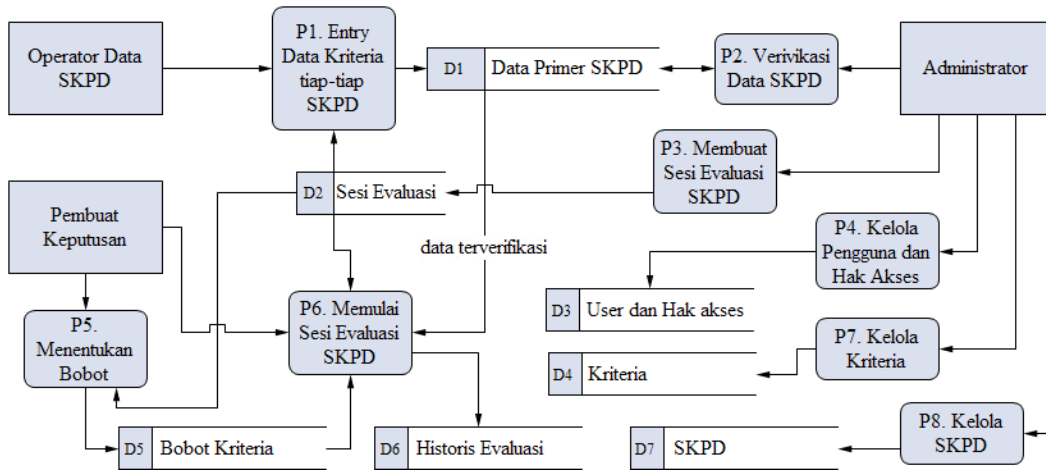 Operator Data
SKPD
P1. Entry
Data Kriteria
tiap-tiap
SKPD
D1
Data Primer SKPD
P2. Verivikasi
Data SKPD
Administrator
P3. Membuat
Sesi Evaluasi
SKPD
D2
Sesi Evaluasi
Pembuat
Keputusan
data terverifikasi
P4. Kelola
Pengguna dan
Hak Akses
P5.
Menentukan
Bobot
P6. Memulai
Sesi Evaluasi
SKPD
D3
User dan Hak akses
P7. Kelola
Kriteria
D4
Kriteria
D5
Bobot Kriteria
D6
Historis Evaluasi
D7
SKPD
P8. Kelola
SKPD